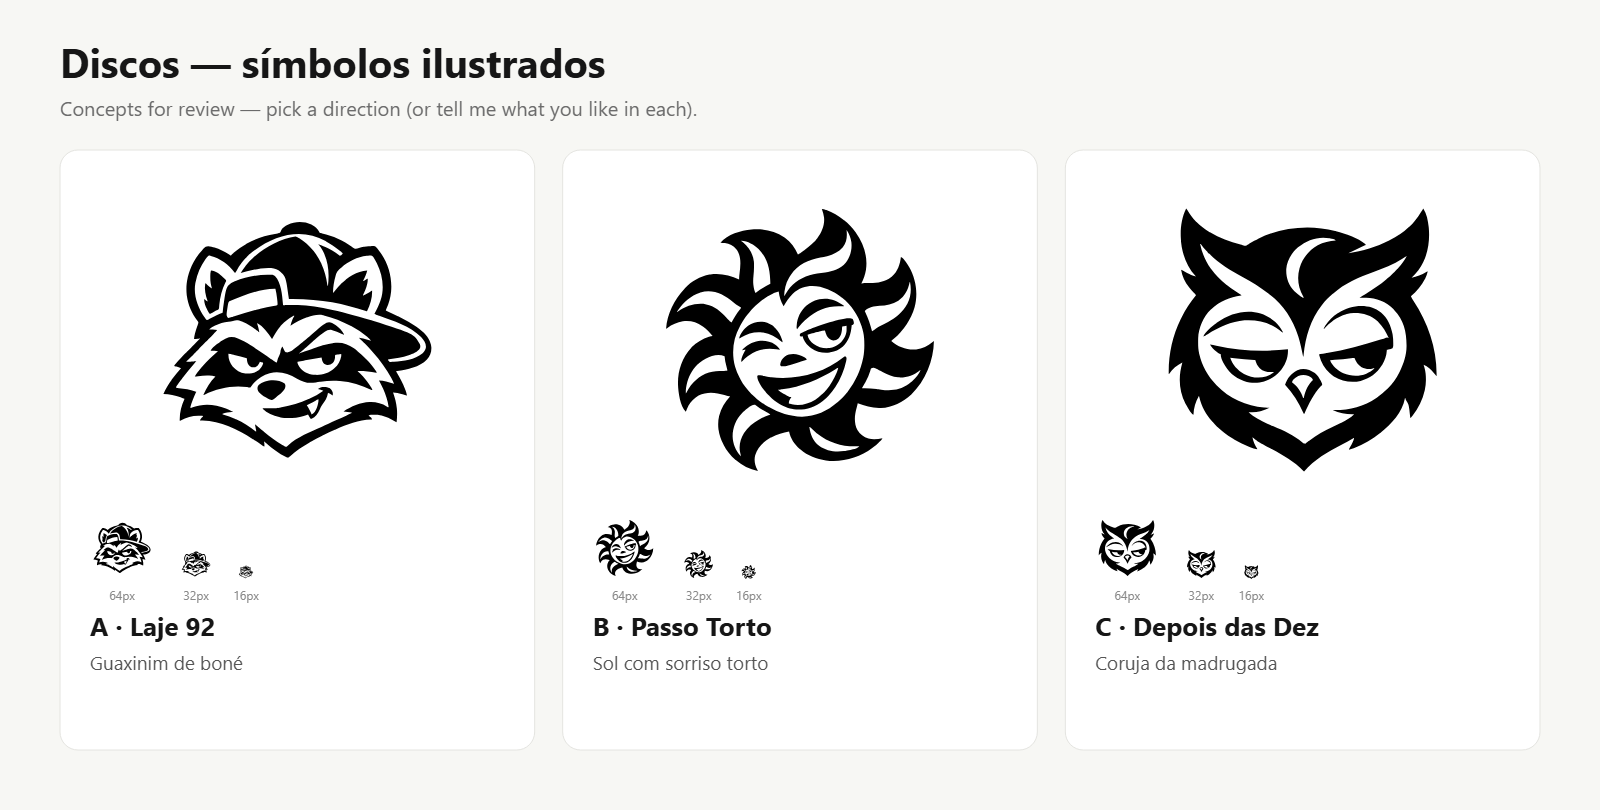 Discos — símbolos ilustrados
Concepts for review — pick a direction (or tell me what you like in each).
64px 32px 16px
A · Laje 92
Guaxinim de boné
64px 32px 16px
B · Passo Torto
Sol com sorriso torto
64px 32px 16px
C · Depois das Dez
Coruja da madrugada